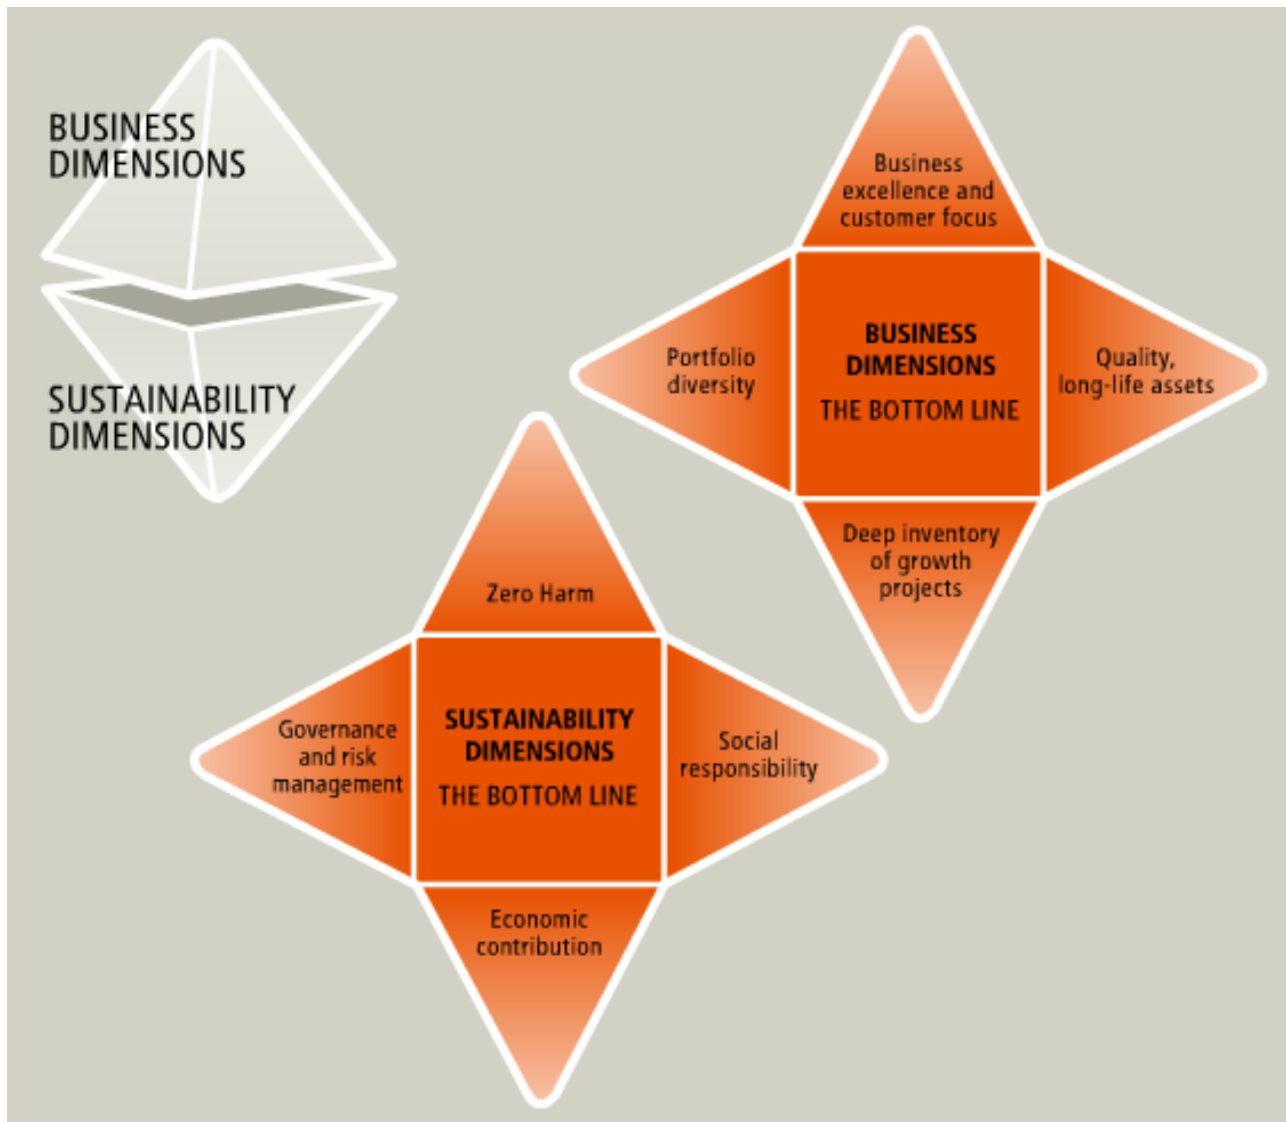 BUSINESS
DIMENSIONS
SUSTAINABILITY
DIMENSIONS
Business
excellence and
customer focus
Portfolio
diversity
BUSINESS
DIMENSIONS
THE BOTTOM LINE
Quality,
long-life assets
Deep inventory
of growth
projects
Zero Harm
Governance
and risk
management
SUSTAINABILITY
DIMENSIONS
THE BOTTOM LINE
Social
responsibility
Economic
contribution